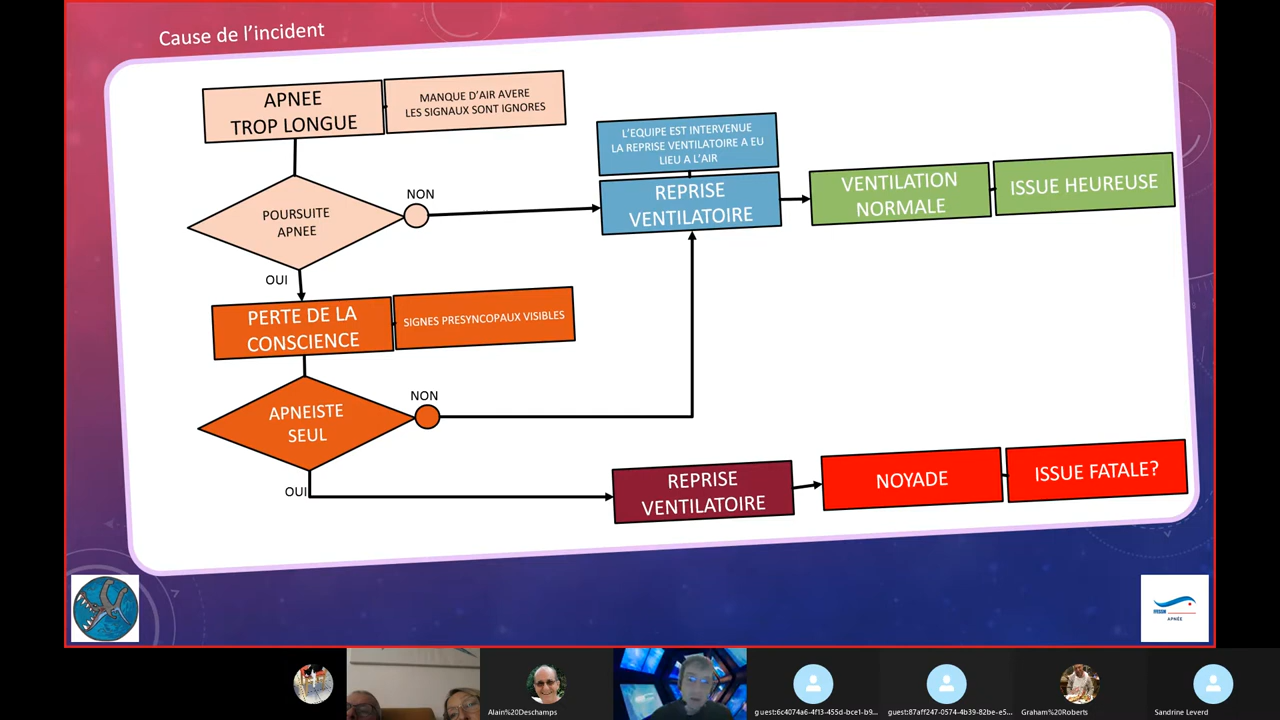 Cause de l'incident
APNEE
TROP LONGUE
MANQUE D'AIR AVERE
LES SIGNAUX SONT IGNORES
L'EQUIPE EST INTERVENUE
LA REPRISE VENTILATOIRE A EU
LIEU A L'AIR
POURSUITE
APNEE
NON
REPRISE
VENTILATOIRE
VENTILATION
NORMALE
ISSUE HEUREUSE
OUI
PERTE DE LA
CONSCIENCE
SIGNES PRESYNCOPAUX VISIBLES
APNEISTE
SEUL
NON
OUI
REPRISE
VENTILATOIRE
NOYADE
ISSUE FATALE?
FFESSM
APNÉE
Alain%20Deschamps
guest:6c4074a6-4f13-455d-bce1-b9...
guest:87aff247-0574-4b39-82be-e5...
Graham%20Roberts
Sandrine Leverd